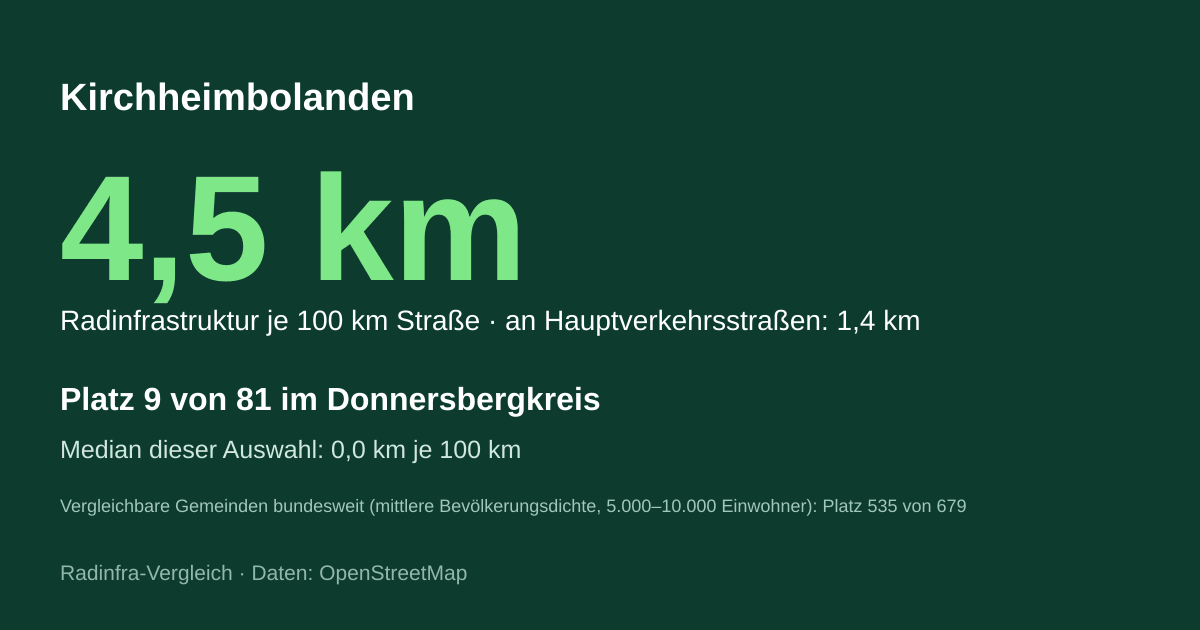 Kirchheimbolanden
4,5 km
Radinfrastruktur je 100 km Straße · an Hauptverkehrsstraßen: 1,4 km
Platz 9 von 81 im Donnersbergkreis
Median dieser Auswahl: 0,0 km je 100 km
Vergleichbare Gemeinden bundesweit (mittlere Bevölkerungsdichte, 5.000–10.000 Einwohner): Platz 535 von 679
Radinfra-Vergleich · Daten: OpenStreetMap